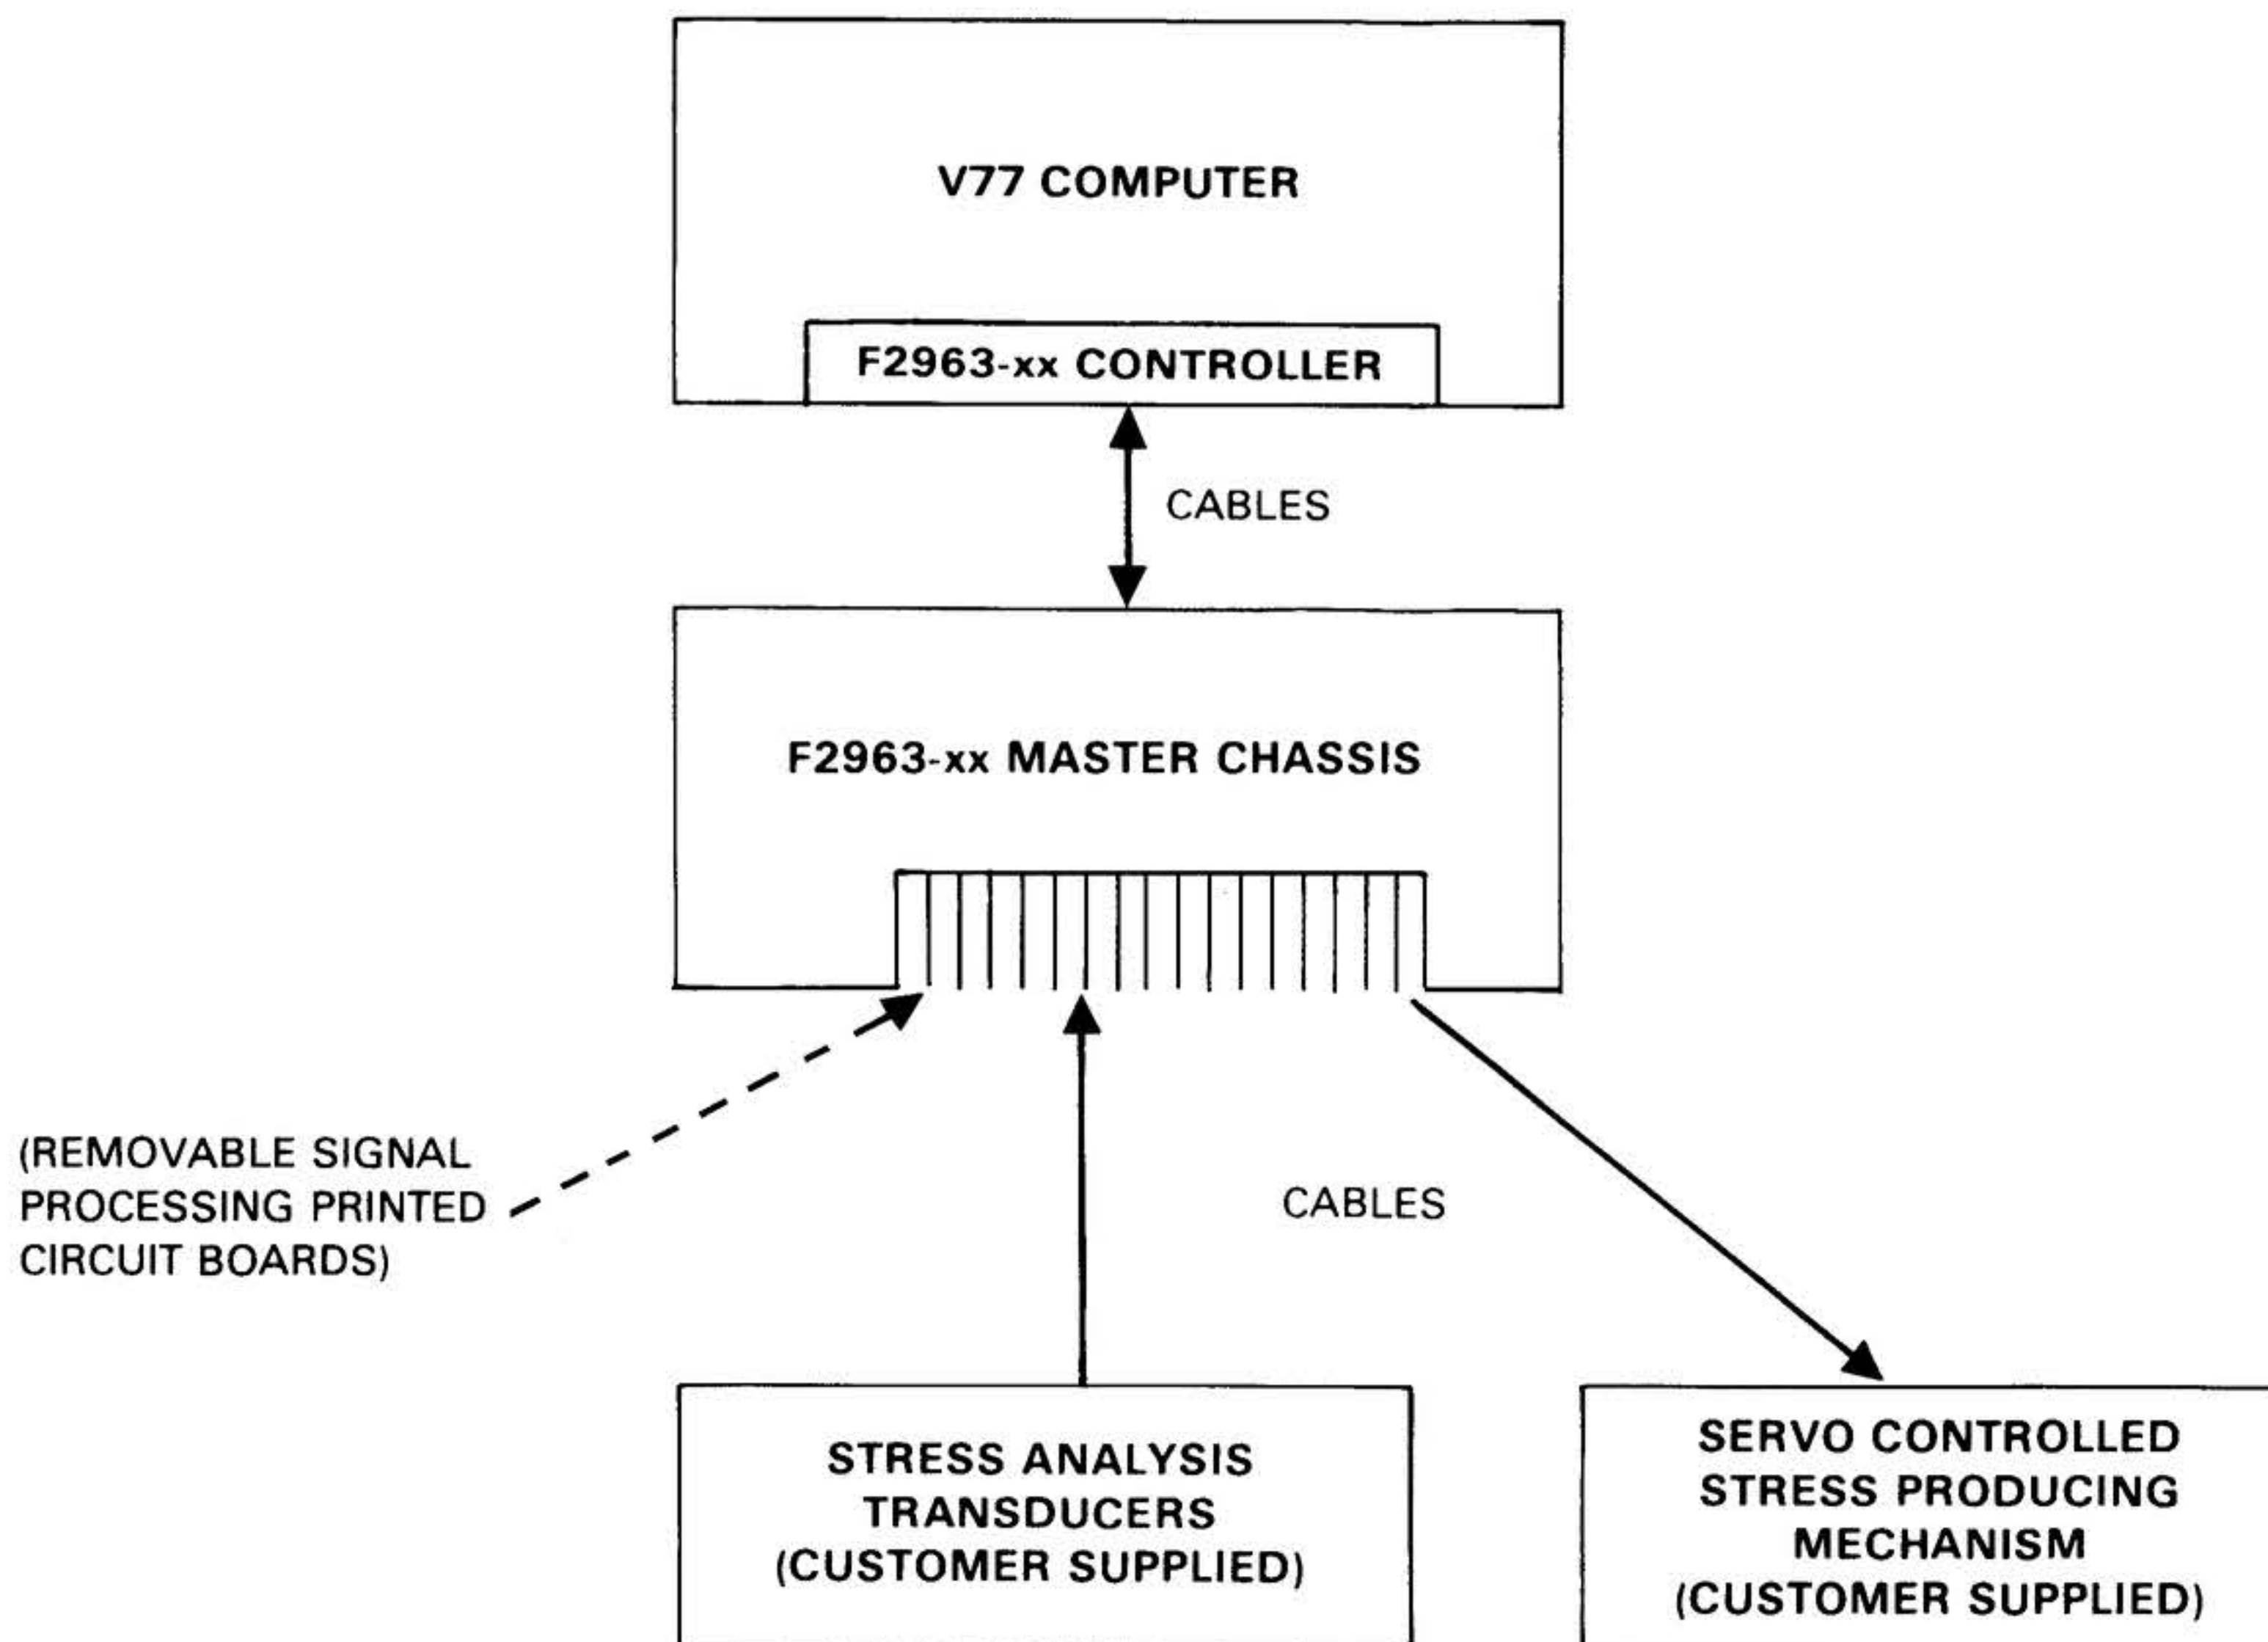 V77 COMPUTER
F2963-xx CONTROLLER
CABLES
F2963-xx MASTER CHASSIS
(REMOVABLE SIGNAL
PROCESSING PRINTED
CIRCUIT BOARDS)
CABLES
STRESS ANALYSIS
TRANSDUCERS
(CUSTOMER SUPPLIED)
SERVO CONTROLLED
STRESS PRODUCING
MECHANISM
(CUSTOMER SUPPLIED)